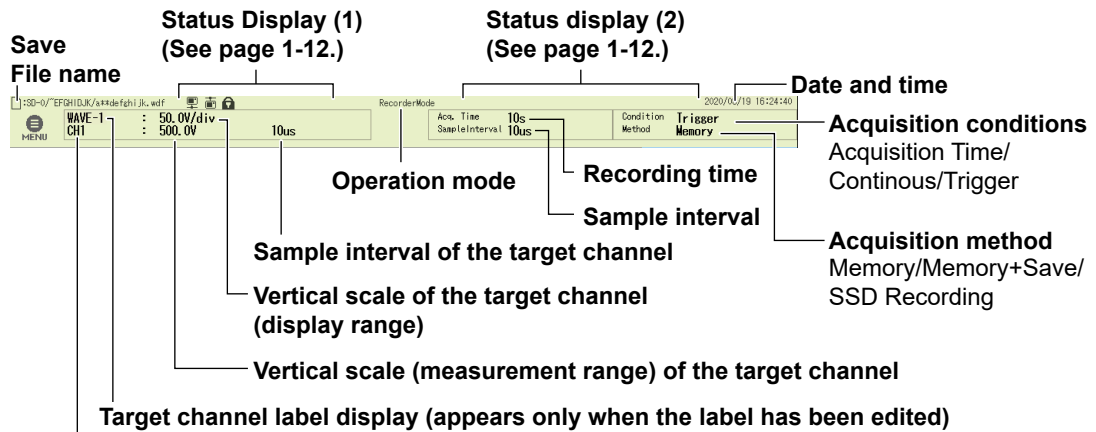 Status Display (1)
(See page 1-12.)
Status display (2)
(See page 1-12.)
Save
File name
Date and time
:SD-0/~EFGHIDJK/a**defghijk.wdf
RecorderMode
16:24:40
MENU
WAVE-1 : 50.0V/div
CH1 : 500.0V 10us
Acq. Time 10s
SampleInterval 10us
Condition Trigger
Method Memory
Acquisition conditions
Acquisition Time/
Continous/Trigger
Operation mode
Recording time
Sample interval
Acquisition method
Memory/Memory+Save/
SSD Recording
Sample interval of the target channel
Vertical scale of the target channel
(display range)
Vertical scale (measurement range) of the target channel
Target channel label display (appears only when the label has been edited)